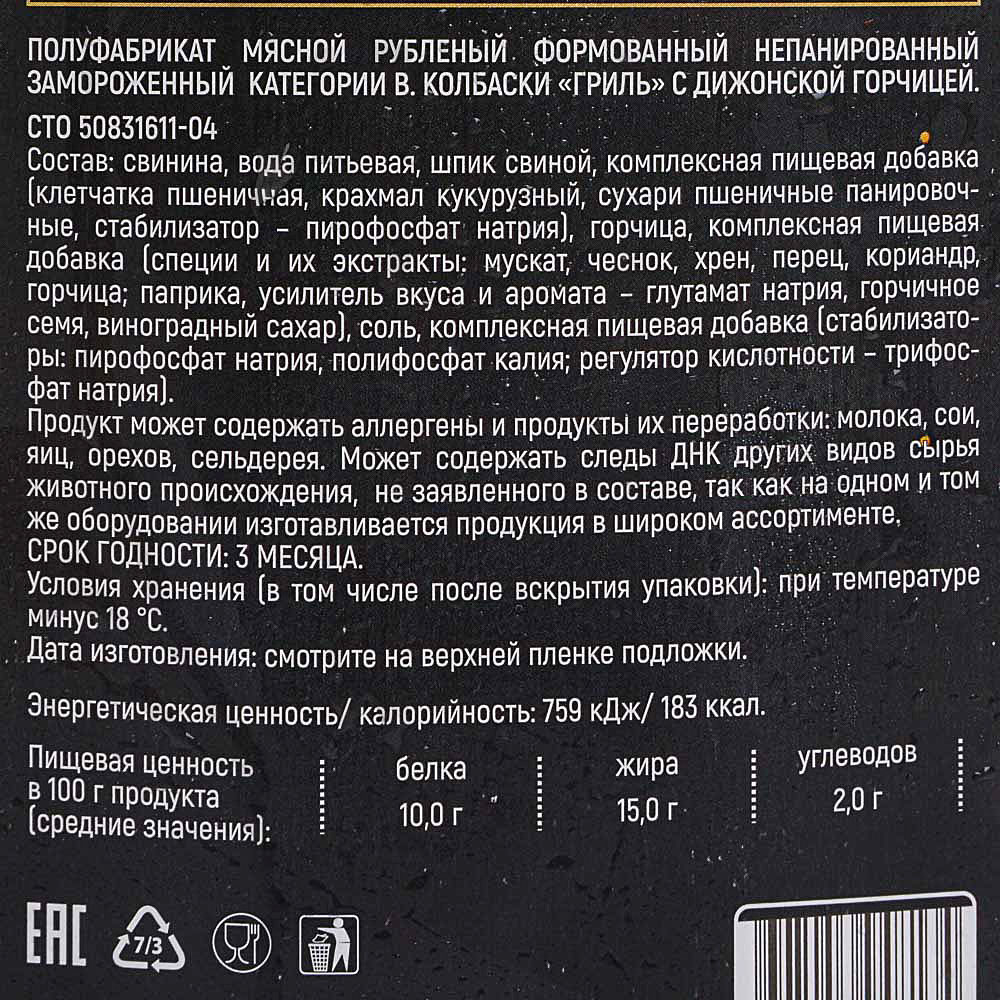 ПОЛУФАБРИКАТ МЯСНОЙ РУБЛЕНЫЙ ФОРМОВАННЫЙ НЕПАНИРОВАННЫЙ
ЗАМОРОЖЕННЫЙ КАТЕГОРИИ В. КОЛБАСКИ «ГРИЛЬ» С ДИЖОНСКОЙ ГОРЧИЦЕЙ.
СТО 50831611-04
Состав: свинина, вода питьевая, шпик свиной, комплексная пищевая добавка
(клетчатка пшеничная, крахмал кукурузный, сухари пшеничные панировоч-
ные, стабилизатор – пирофосфат натрия), горчица, комплексная пищевая
добавка (специи и их экстракты: мускат, чеснок, хрен, перец, кориандр,
горчица; паприка, усилитель вкуса и аромата – глутамат натрия, горчичное
семя, виноградный сахар), соль, комплексная пищевая добавка (стабилизато-
ры: пирофосфат натрия, полифосфат калия; регулятор кислотности – трифос-
фат натрия).
Продукт может содержать аллергены и продукты их переработки: молока, сои,
яиц, орехов, сельдерея. Может содержать следы ДНК других видов сырья
животного происхождения, не заявленного в составе, так как на одном и том
же оборудовании изготавливается продукция в широком ассортименте.
СРОК ГОДНОСТИ: 3 МЕСЯЦА.
Условия хранения (в том числе после вскрытия упаковки): при температуре
минус 18 °С.
Дата изготовления: смотрите на верхней пленке подложки.
Энергетическая ценность/ калорийность: 759 кДж/ 183 ккал.
Пищевая ценность
в 100 г продукта
(средние значения):
белка
10,0 г
жира
15,0 г
углеводов
2,0 г
ЕАС
7/3